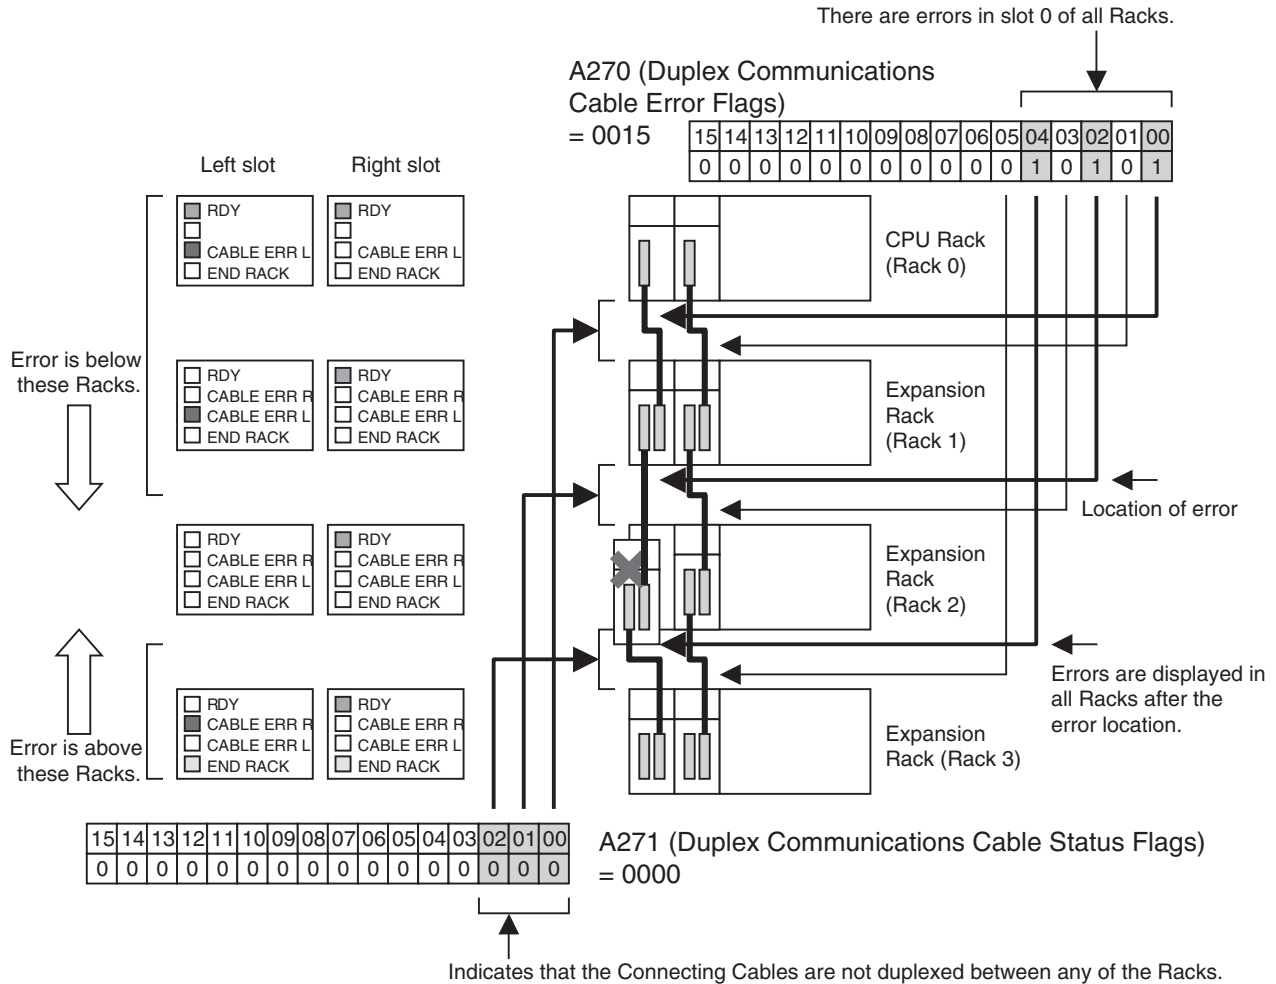 There are errors in slot 0 of all Racks.
A270 (Duplex Communications
Cable Error Flags)
= 0015
15 14 13 12 11 10 09 08 07 06 05 04 03 02 01 00
0 0 0 0 0 0 0 0 0 0 0 1 0 1 0 1
Left slot
Right slot
RDY
CABLE ERR L
END RACK
RDY
CABLE ERR L
END RACK
CPU Rack
(Rack 0)
Error is below
these Racks.
RDY
CABLE ERR R
CABLE ERR L
END RACK
RDY
CABLE ERR R
CABLE ERR L
END RACK
Expansion
Rack
(Rack 1)
Location of error
RDY
CABLE ERR R
CABLE ERR L
END RACK
RDY
CABLE ERR R
CABLE ERR L
END RACK
Expansion
Rack
(Rack 2)
Errors are displayed in
all Racks after the
error location.
Error is above
these Racks.
RDY
CABLE ERR R
CABLE ERR L
END RACK
RDY
CABLE ERR R
CABLE ERR L
END RACK
Expansion
Rack (Rack 3)
15 14 13 12 11 10 09 08 07 06 05 04 03 02 01 00
0 0 0 0 0 0 0 0 0 0 0 0 0 0 0 0
A271 (Duplex Communications Cable Status Flags)
= 0000
Indicates that the Connecting Cables are not duplexed between any of the Racks.